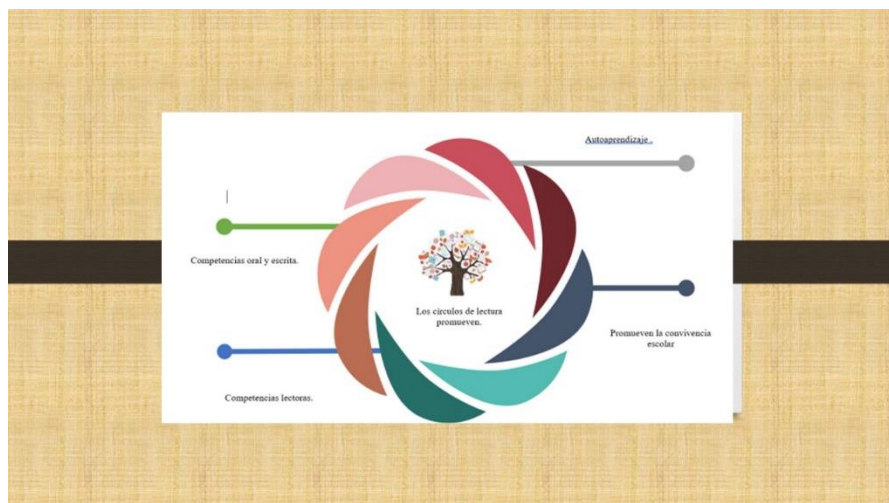 Autoaprendizaje .
Competencias oral y escrita.
Los círculos de lectura
promueven.
Promueven la convivencia
escolar
Competencias lectoras.